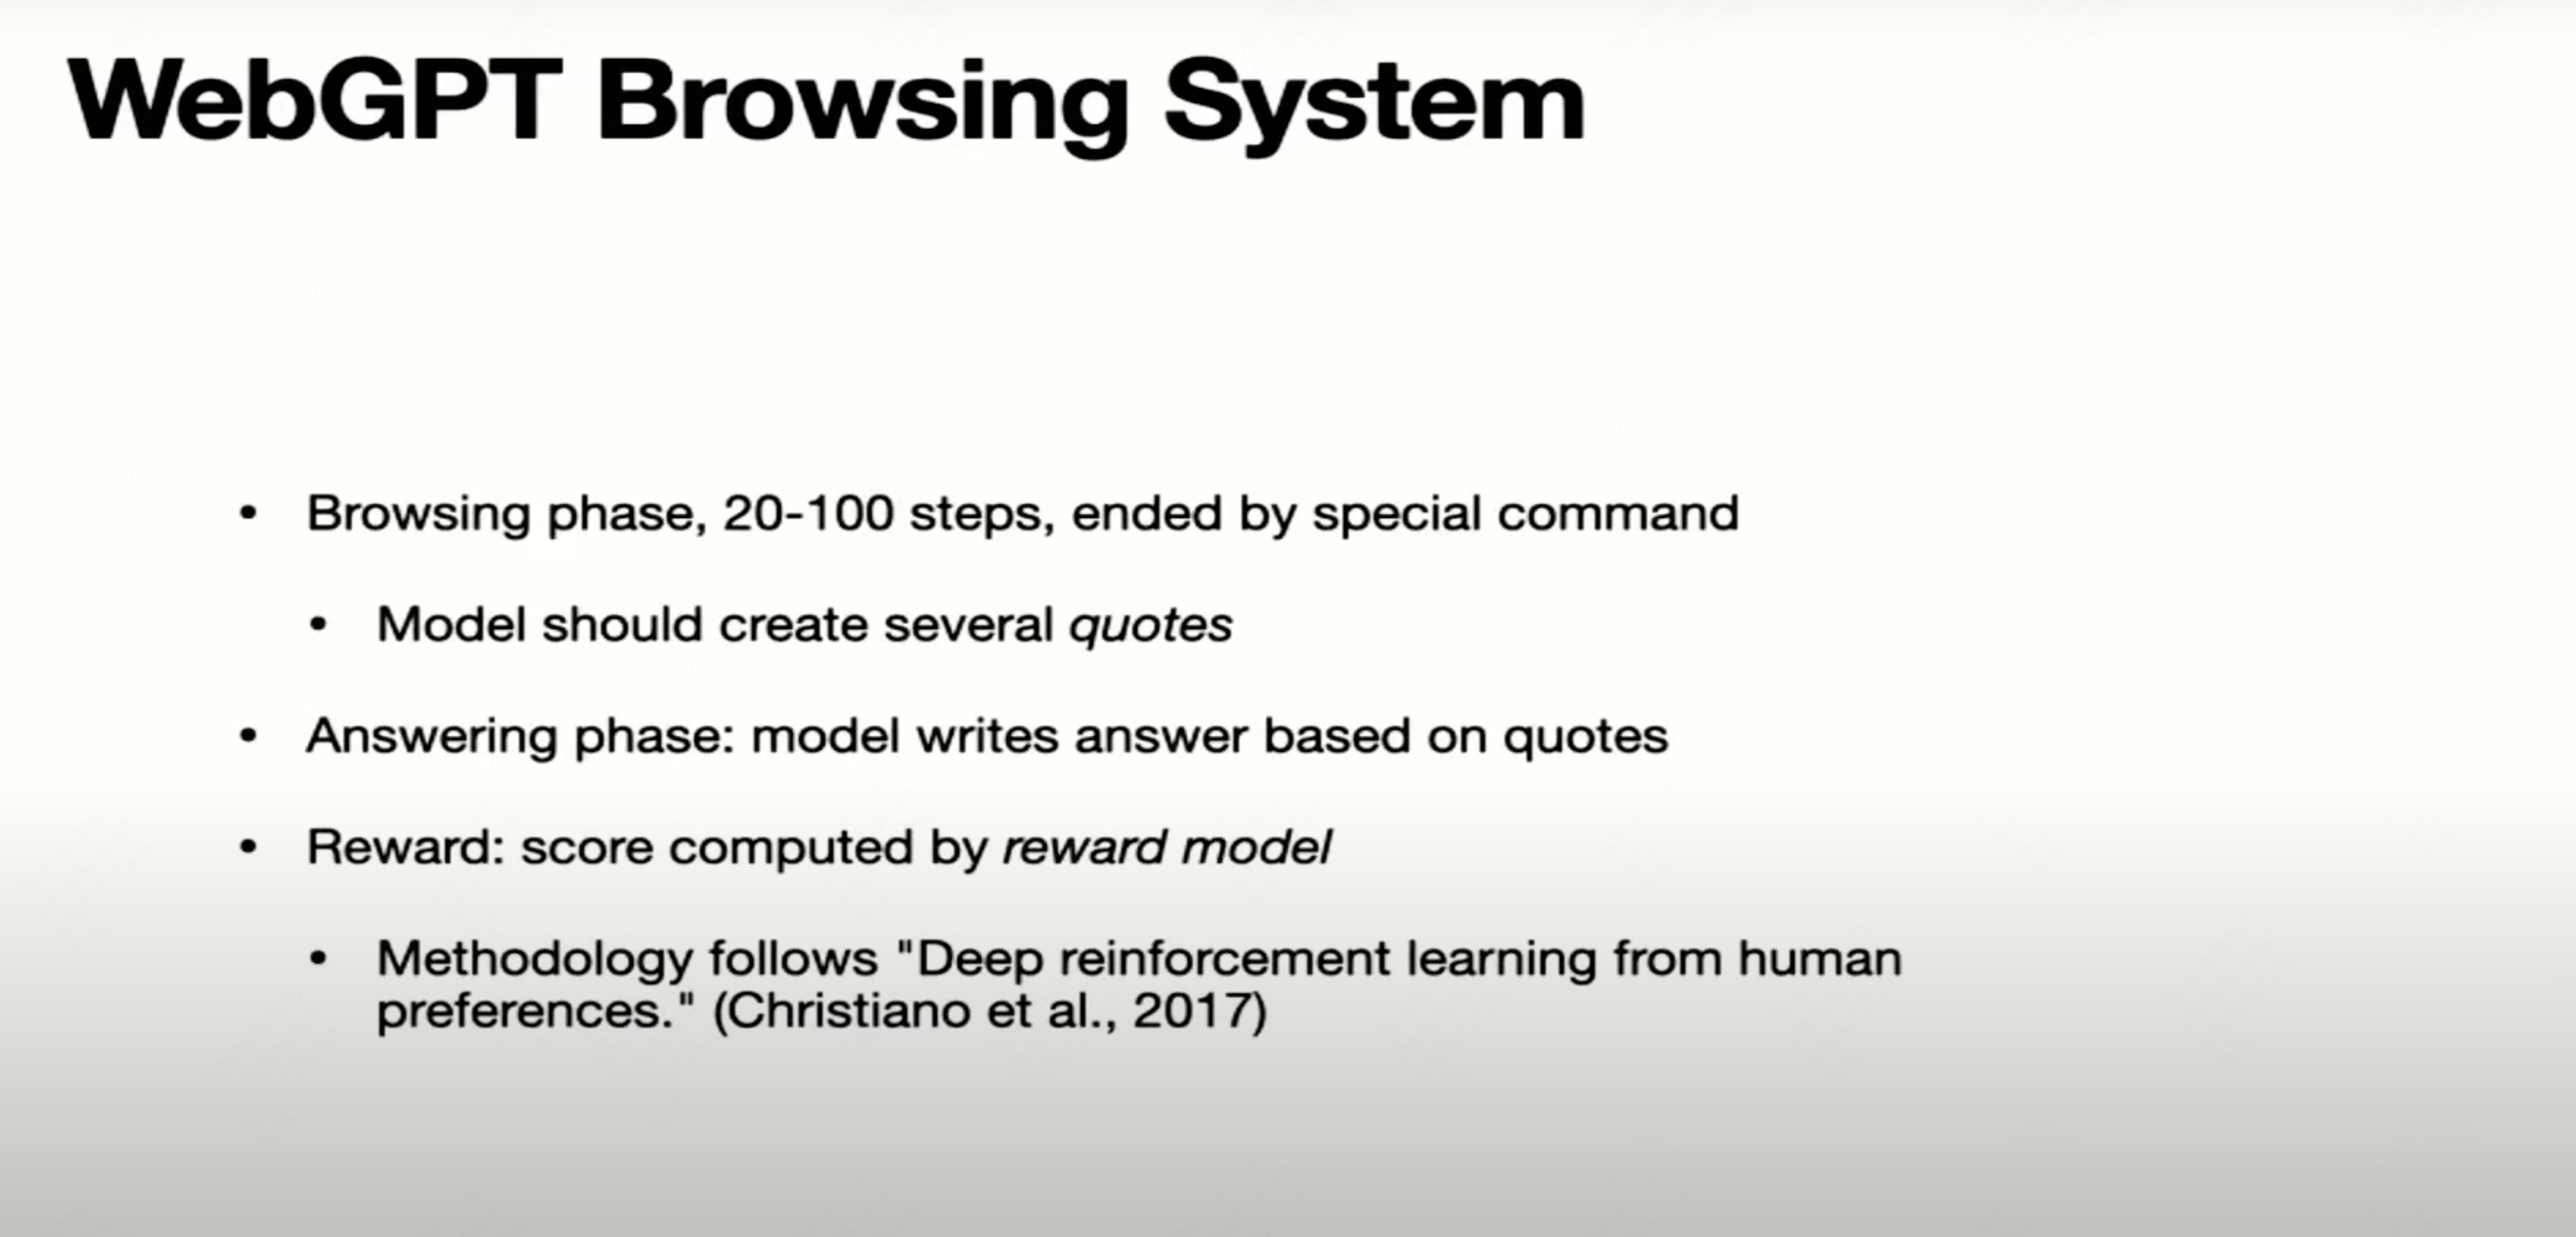 WebGPT Browsing System
• Browsing phase, 20-100 steps, ended by special command
• Model should create several quotes
• Answering phase: model writes answer based on quotes
• Reward: score computed by reward model
• Methodology follows "Deep reinforcement learning from human
preferences." (Christiano et al., 2017)